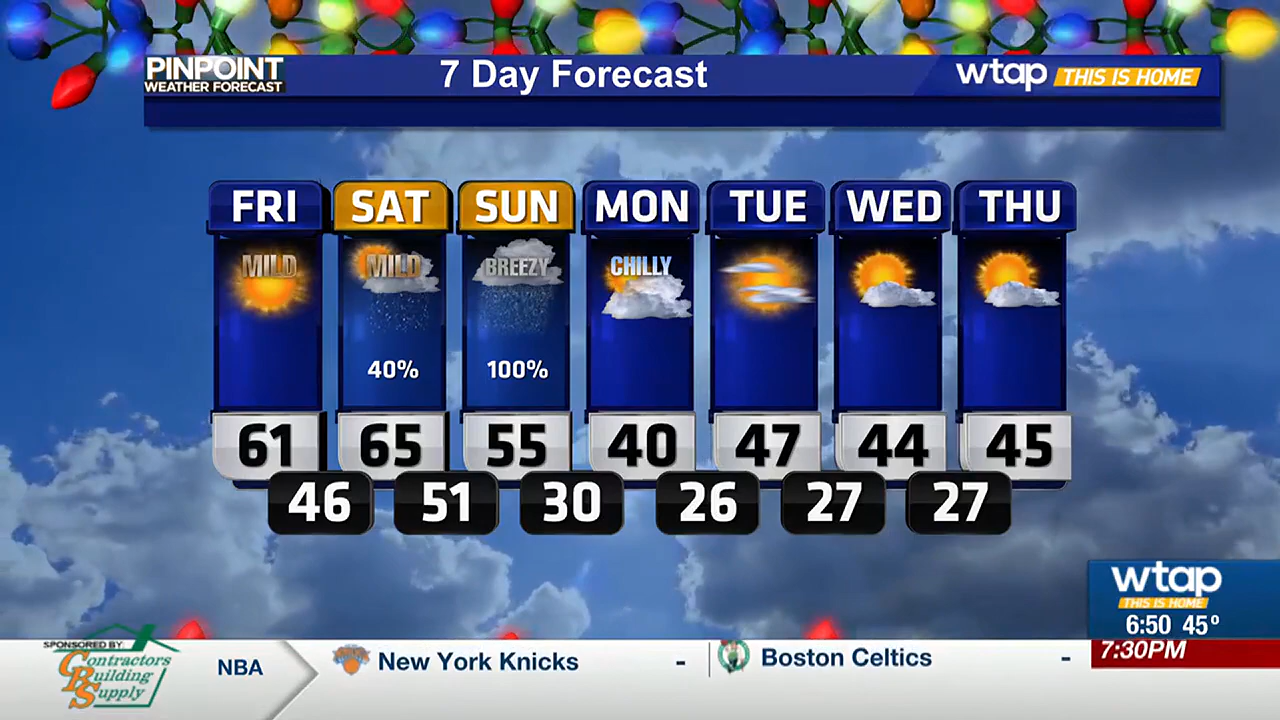 PINPOINT
WEATHER FORECAST
7 Day Forecast
wtap THIS IS HOME
FRI SAT SUN MON TUE WED THU
MILD MILD BREEZY CHILLY
40% 100%
61 65 55 40 47 44 45
46 51 30 26 27 27
wtap
THIS IS HOME
6:50 45°
7:30PM
SPONSORED BY:
Contractors
Building
Supply
NBA
New York Knicks -
Boston Celtics -